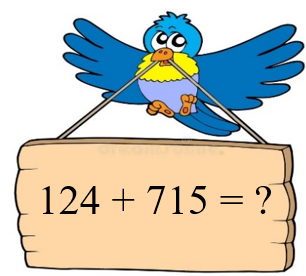 124 + 715 = ?